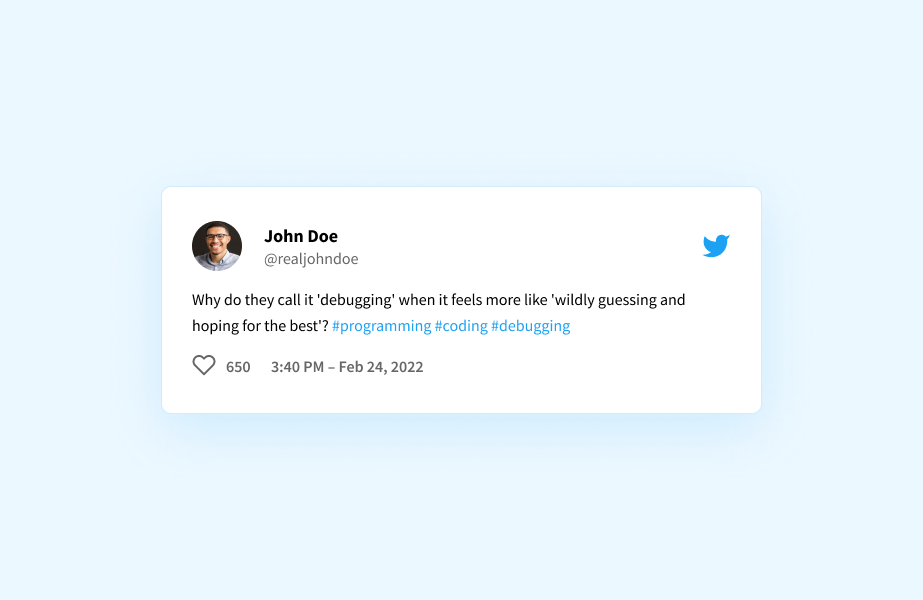 John Doe
@realjohndoe
Why do they call it 'debugging' when it feels more like 'wildly guessing and
hoping for the best'? #programming #coding #debugging
650 3:40 PM – Feb 24, 2022